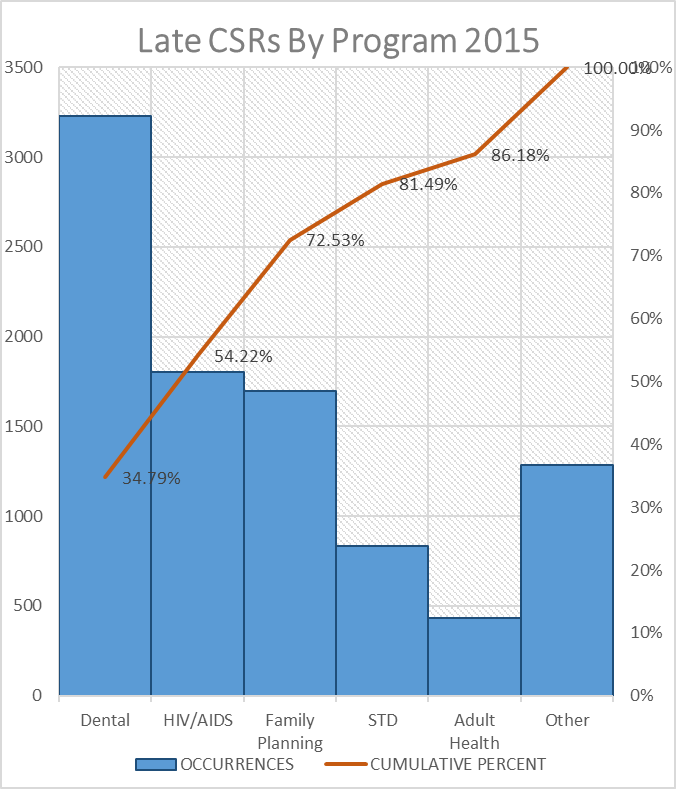 Late CSRs By Program 2015
3500
3000
2500
2000
1500
1000
500
0
100%
90%
80%
70%
60%
50%
40%
30%
20%
10%
0%
34.79%
54.22%
72.53%
81.49%
86.18%
100.00%
Dental
HIV/AIDS
Family
Planning
STD
Adult
Health
Other
OCCURRENCES
CUMULATIVE PERCENT